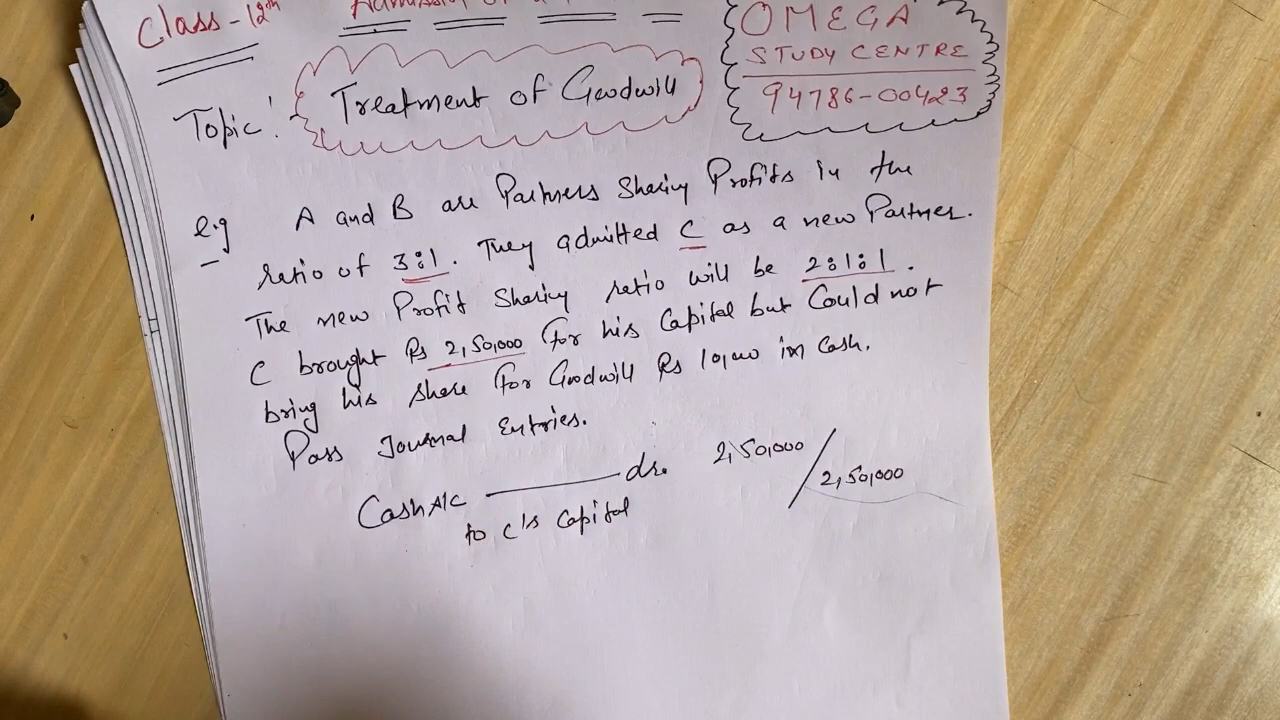 Class-12th
OMEGA
STUDY CENTRE
94786-00423
Topic:- Treatment of Goodwill
e.g A and B are Partners Sharing Profits in the
ratio of 3:1. They admitted C as a new Partner.
The new Profit Sharing ratio will be 2:1:1.
C brought Rs 2,50,000 for his Capital but Could not
bring his share for Goodwill Rs 10,000 in Cash.
Pass Journal Entries.
Cash A/C ——— dr. 2,50,000
to C's Capital 2,50,000